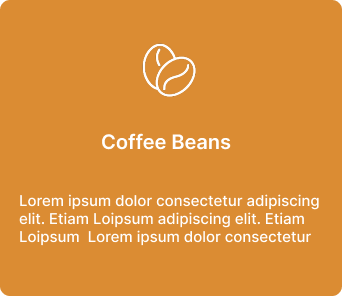 Coffee Beans
Lorem ipsum dolor consectetur adipiscing
elit. Etiam Loipsum adipiscing elit. Etiam
Loipsum  Lorem ipsum dolor consectetur